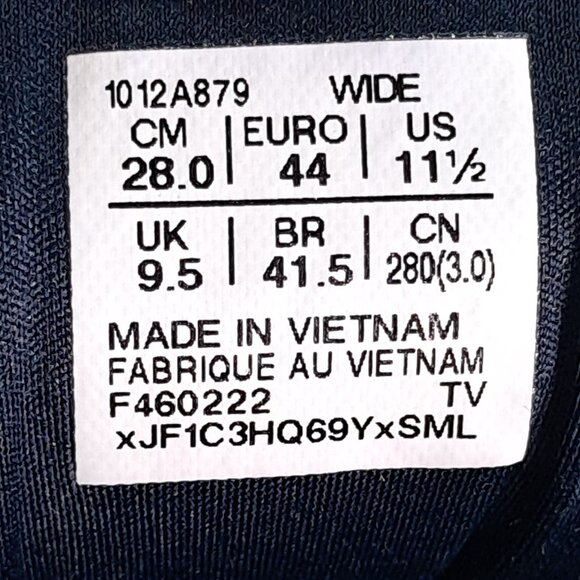 1012A879 WIDE
CM | EURO | US
28.0 | 44 | 11½
UK | BR | CN
9.5 | 41.5 | 280(3.0)
MADE IN VIETNAM
FABRIQUE AU VIETNAM
F460222 TV
xJF1C3HQ69YxSML